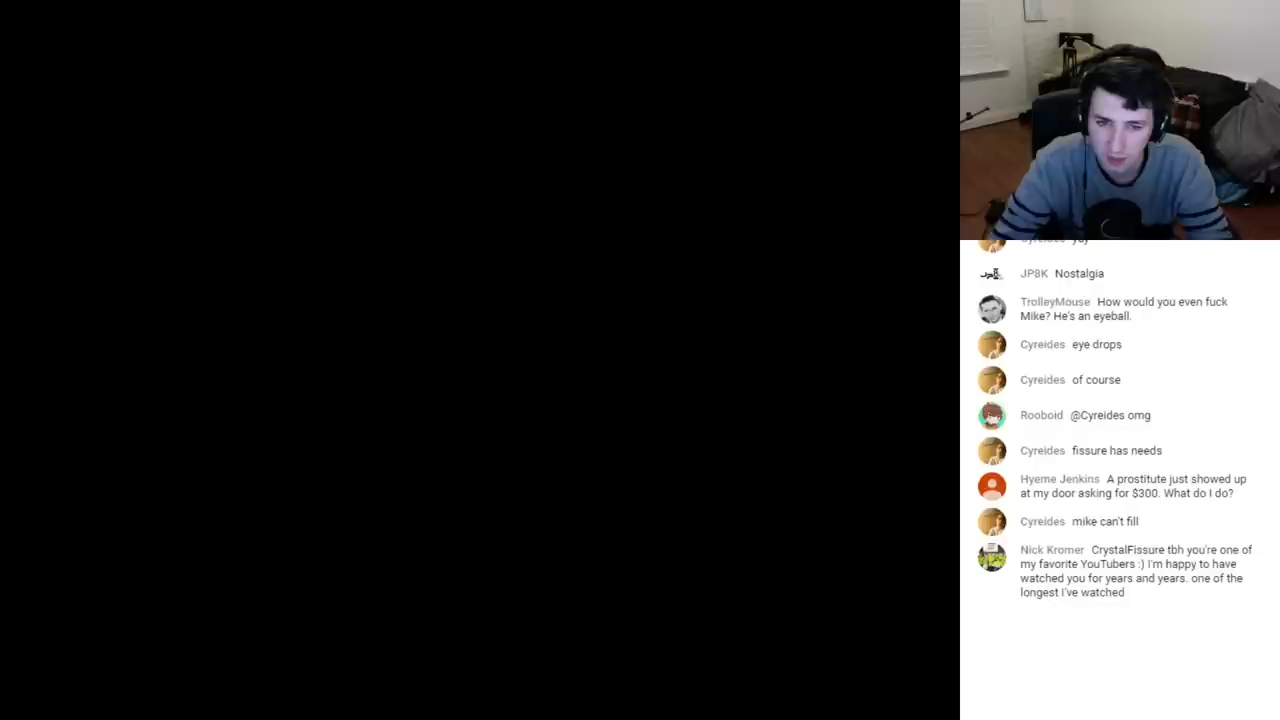 Cyreides yay
JP8K Nostalgia
TrolleyMouse How would you even fuck
Mike? He's an eyeball.
Cyreides eye drops
Cyreides of course
Rooboid @Cyreides omg
Cyreides fissure has needs
Hyeme Jenkins A prostitute just showed up
at my door asking for $300. What do I do?
Cyreides mike can't fill
Nick Kromer CrystalFissure tbh you're one of
my favorite YouTubers :) I'm happy to have
watched you for years and years. one of the
longest I've watched